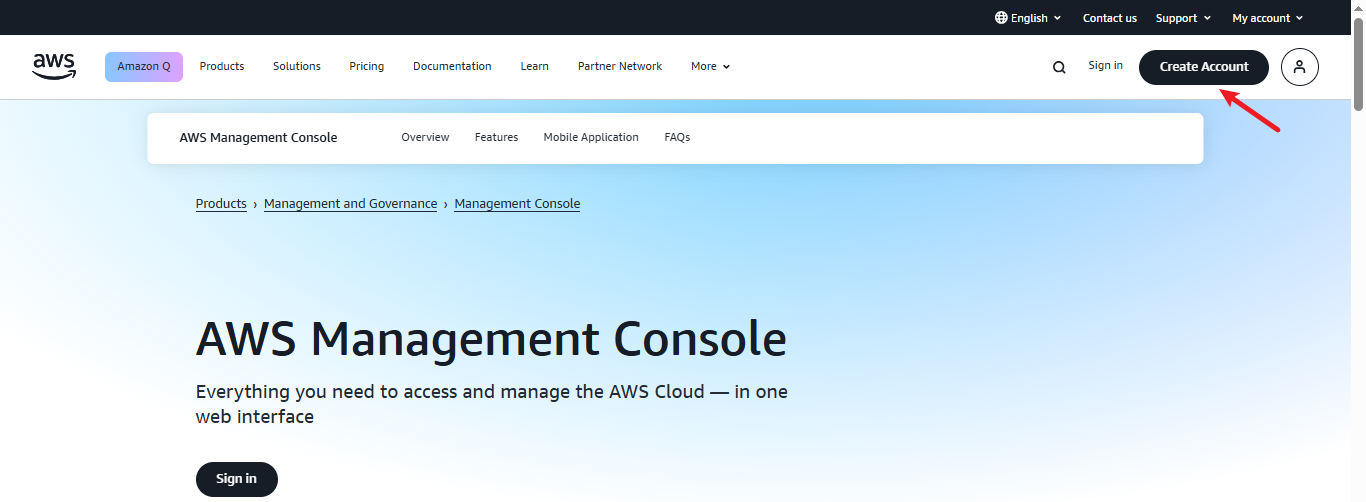 English Contact us Support My account
aws Amazon Q Products Solutions Pricing Documentation Learn Partner Network More Sign in Create Account
AWS Management Console Overview Features Mobile Application FAQs
Products › Management and Governance › Management Console
AWS Management Console
Everything you need to access and manage the AWS Cloud — in one
web interface
Sign in